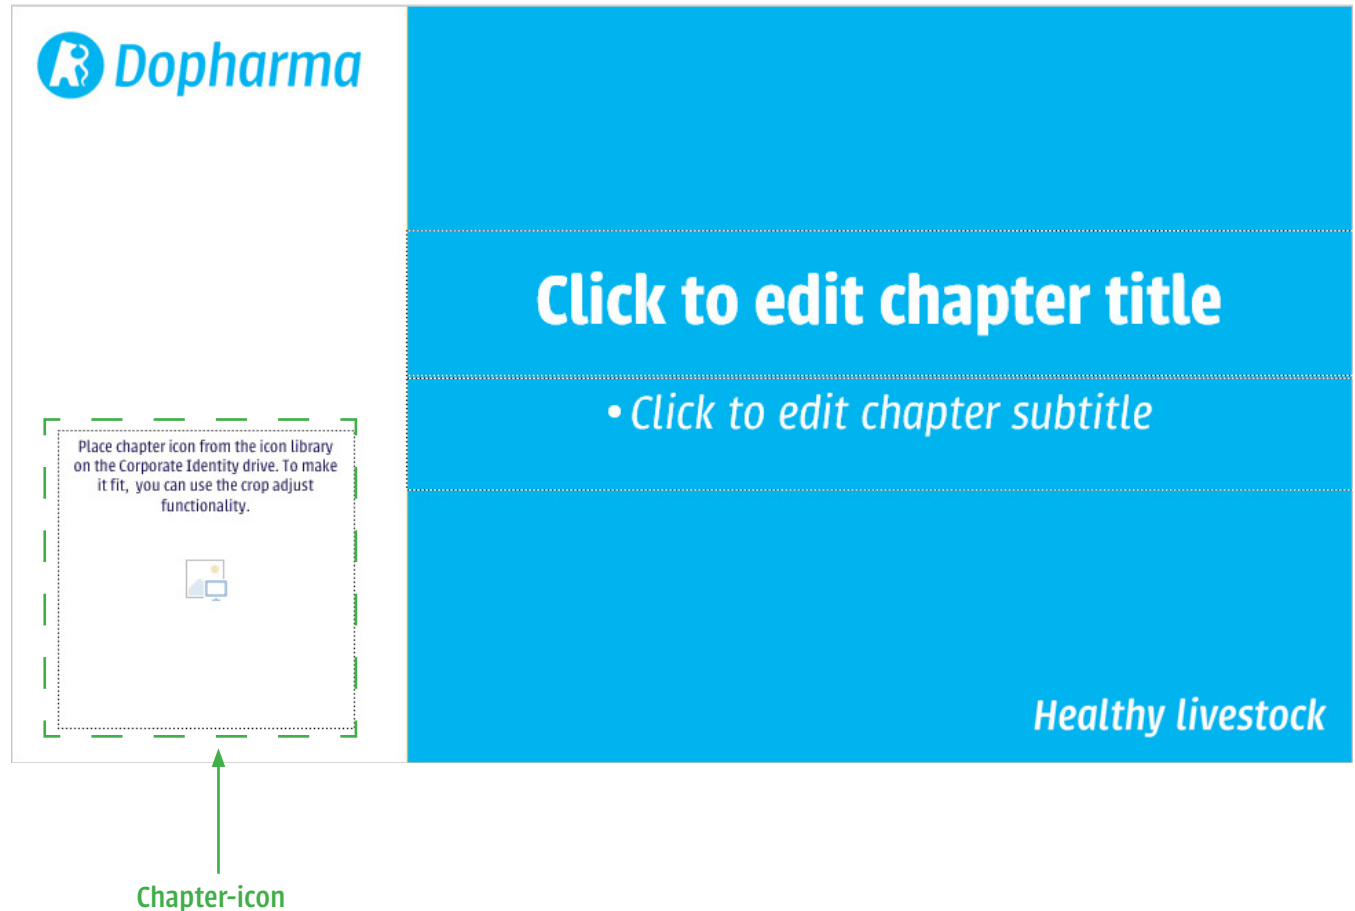 Dopharma
Click to edit chapter title
• Click to edit chapter subtitle
Place chapter icon from the icon library
on the Corporate Identity drive. To make
it fit, you can use the crop adjust
functionality.
Healthy livestock
Chapter-icon